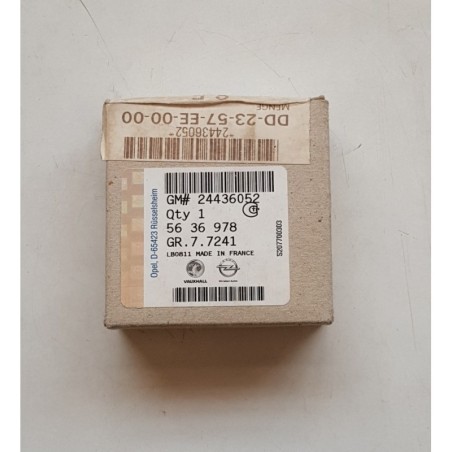 MENGE
DD-23-57-EE-00-00
*24436052*
GM# 24436052
Qty 1
56 36 978
GR.7.7241
LB0811 MADE IN FRANCE
VAUXHALL
Opel, D-65423 Rüsselsheim
S207700303